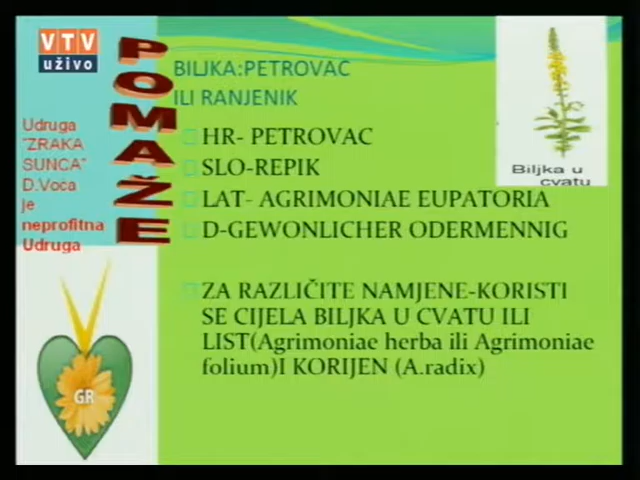 VTV
uživo
POMAŽE
Udruga
"ZRAKA
SUNCA"
D.Voća
je
neprofitna
Udruga
GR
BILJKA:PETROVAC
ILI RANJENIK
HR- PETROVAC
SLO-REPIK
LAT- AGRIMONIAE EUPATORIA
D-GEWONLICHER ODERMENNIG
ZA RAZLIČITE NAMJENE-KORISTI
SE CIJELA BILJKA U CVATU ILI
LIST(Agrimoniae herba ili Agrimoniae
folium)I KORIJEN (A.radix)
Biljka u
cvatu